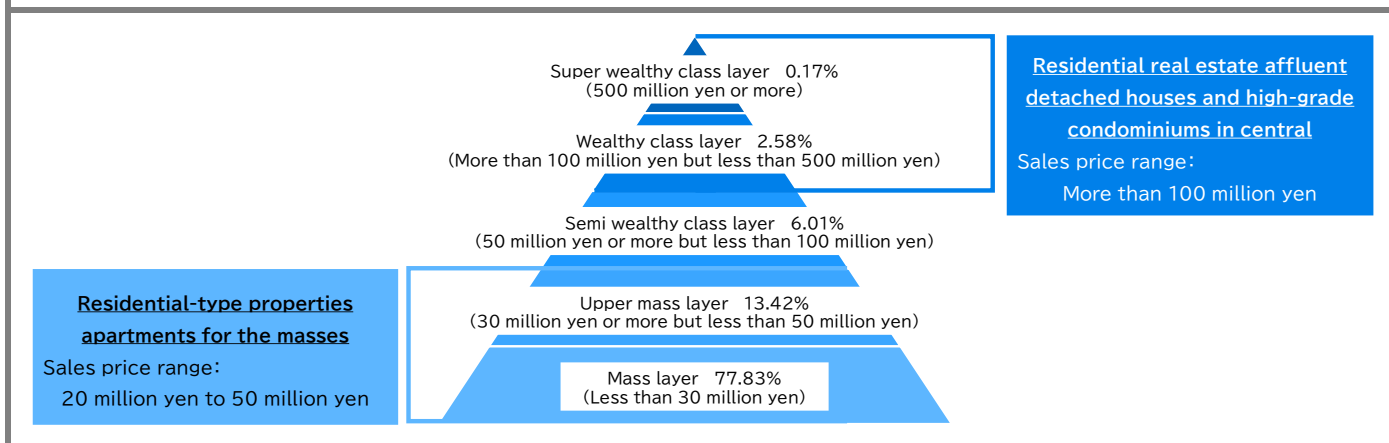 Super wealthy class layer 0.17%
(500 million yen or more)
Wealthy class layer 2.58%
(More than 100 million yen but less than 500 million yen)
Semi wealthy class layer 6.01%
(50 million yen or more but less than 100 million yen)
Upper mass layer 13.42%
(30 million yen or more but less than 50 million yen)
Mass layer 77.83%
(Less than 30 million yen)
Residential real estate affluent
detached houses and high-grade
condominiums in central
Sales price range:
More than 100 million yen
Residential-type properties
apartments for the masses
Sales price range:
20 million yen to 50 million yen